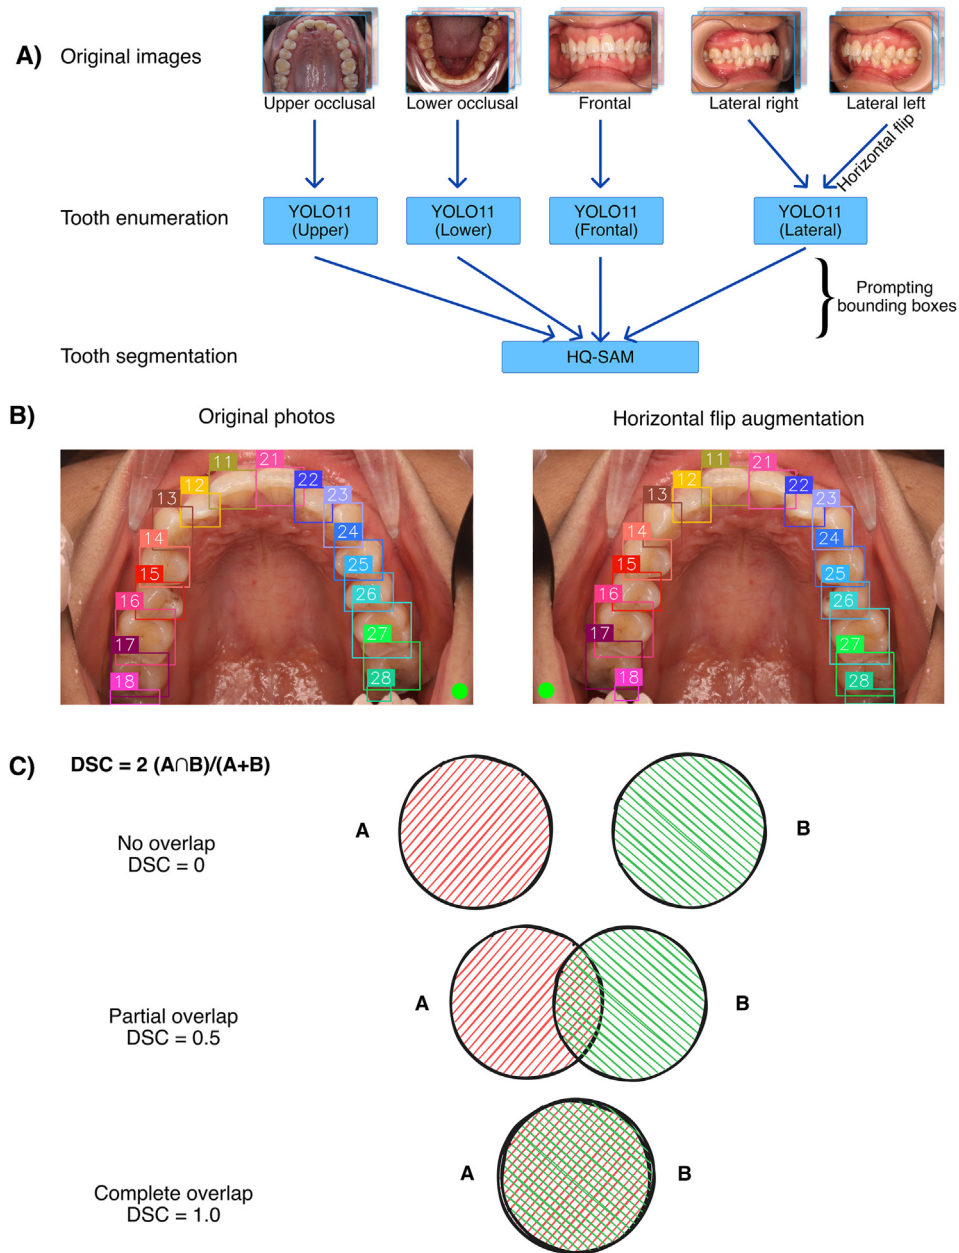 A) Original images
Upper occlusal
Lower occlusal
Frontal
Lateral right
Lateral left
Horizontal flip
Tooth enumeration
YOLO11
(Upper)
YOLO11
(Lower)
YOLO11
(Frontal)
YOLO11
(Lateral)
Prompting
bounding boxes
Tooth segmentation
HQ-SAM
B)
Original photos
Horizontal flip augmentation
11
21
12
22
13
23
14
24
15
25
16
26
17
27
18
28
11
21
12
22
13
23
14
24
15
25
16
26
17
27
18
28
C) DSC = 2 (A∩B)/(A+B)
No overlap
DSC = 0
A
B
Partial overlap
DSC = 0.5
A
B
Complete overlap
DSC = 1.0
A
B